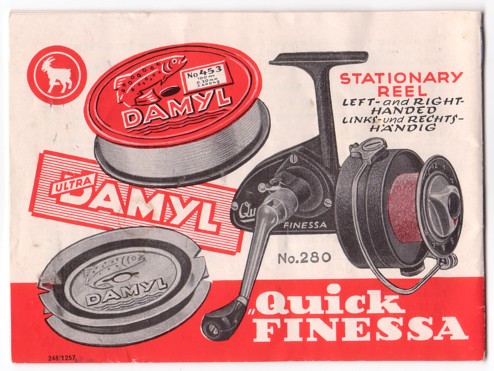 No 453
DAMYL
STATIONARY
REEL
LEFT- and RIGHT-
HANDED
LINKS- und RECHTS-
HÄNDIG
ULTRA
DAMYL
Quick
FINESSA
No. 280
DAMYL
„Quick
FINESSA
248/1257